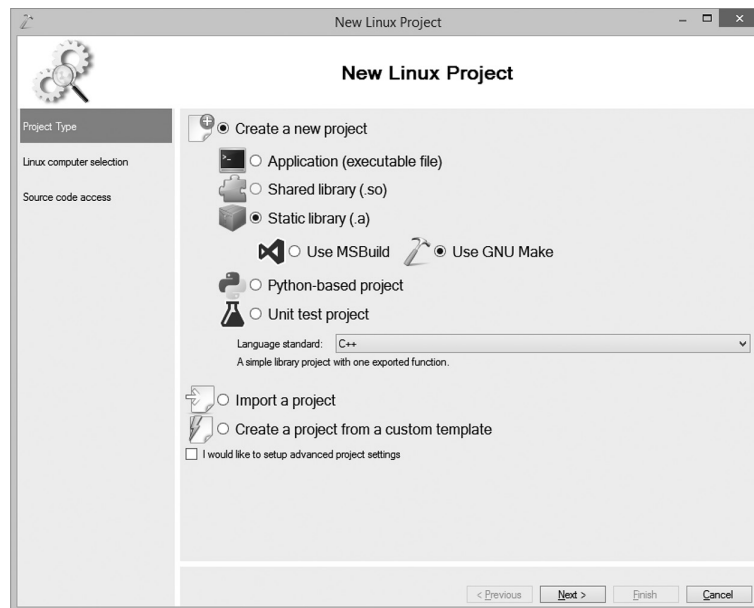 New Linux Project
New Linux Project
Project Type
Linux computer selection
Source code access
Create a new project
Application (executable file)
Shared library (.so)
Static library (.a)
Use MSBuild
Use GNU Make
Python-based project
Unit test project
Language standard: C++
A simple library project with one exported function.
Import a project
Create a project from a custom template
I would like to setup advanced project settings
< Previous
Next >
Finish
Cancel